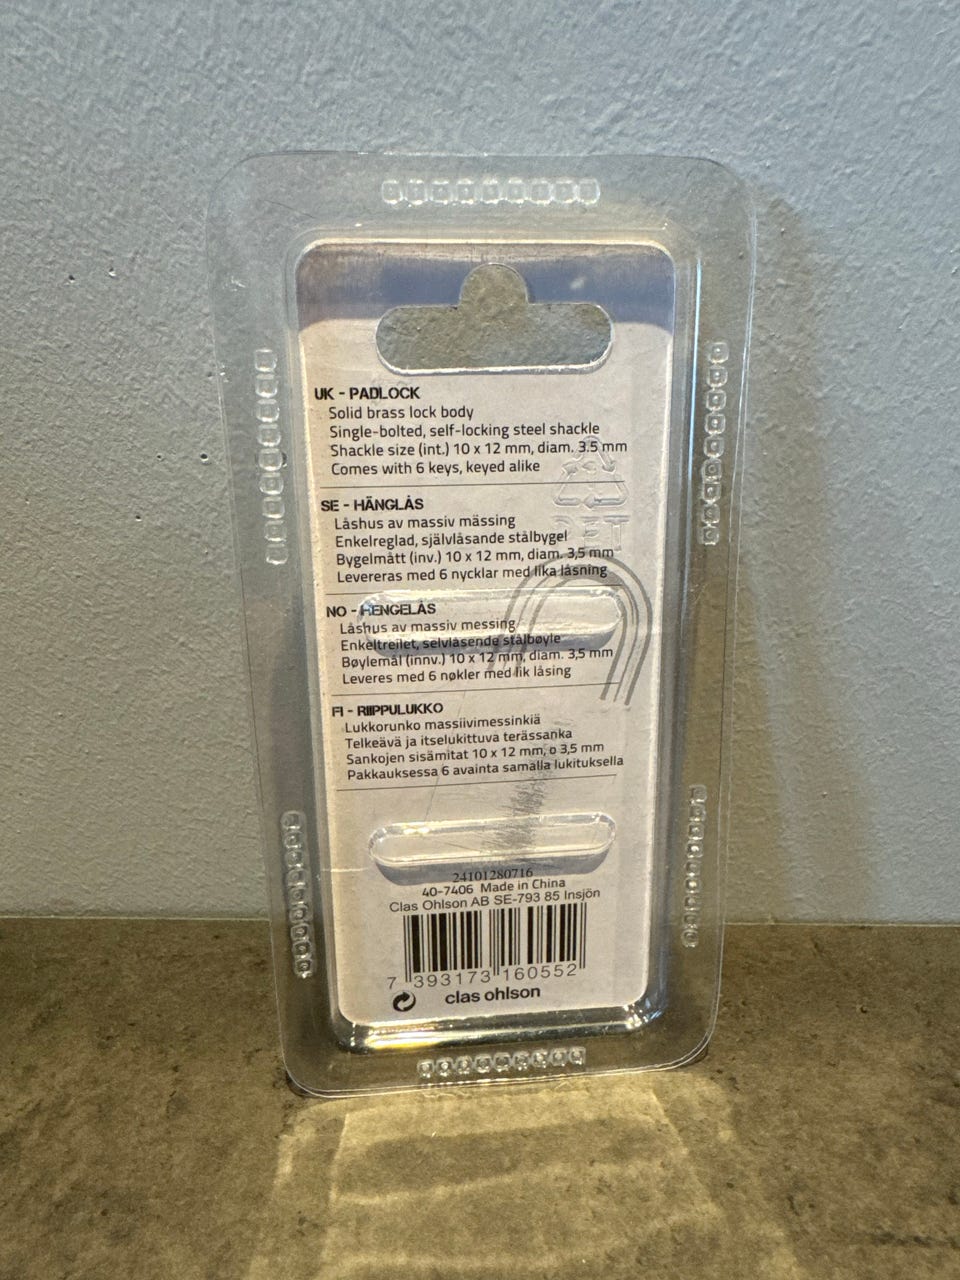 UK - PADLOCK
Solid brass lock body
Single-bolted, self-locking steel shackle
Shackle size (int.) 10 x 12 mm, diam. 3.5 mm
Comes with 6 keys, keyed alike
PET
SE - HÄNGLÅS
Låshus av massiv mässing
Enkelreglad, självlåsande stålbygel
Bygelmått (inv.) 10 x 12 mm, diam. 3,5 mm
Levereras med 6 nycklar med lika låsning
NO - HENGELÅS
Låshus av massiv messing
Enkeltreilet, selvlåsende stålbøyle
Bøylemål (innv.) 10 x 12 mm, diam. 3,5 mm
Leveres med 6 nøkler med lik låsing
FI - RIIPPULUKKO
Lukkorunko massiivimessinkiä
Telkeävä ja itselukittuva terässanka
Sankojen sisämitat 10 x 12 mm, o 3,5 mm
Pakkauksessa 6 avainta samalla lukituksella
24101280716
40-7406 Made in China
Clas Ohlson AB SE-793 85 Insjön
7 393173 160552
clas ohlson